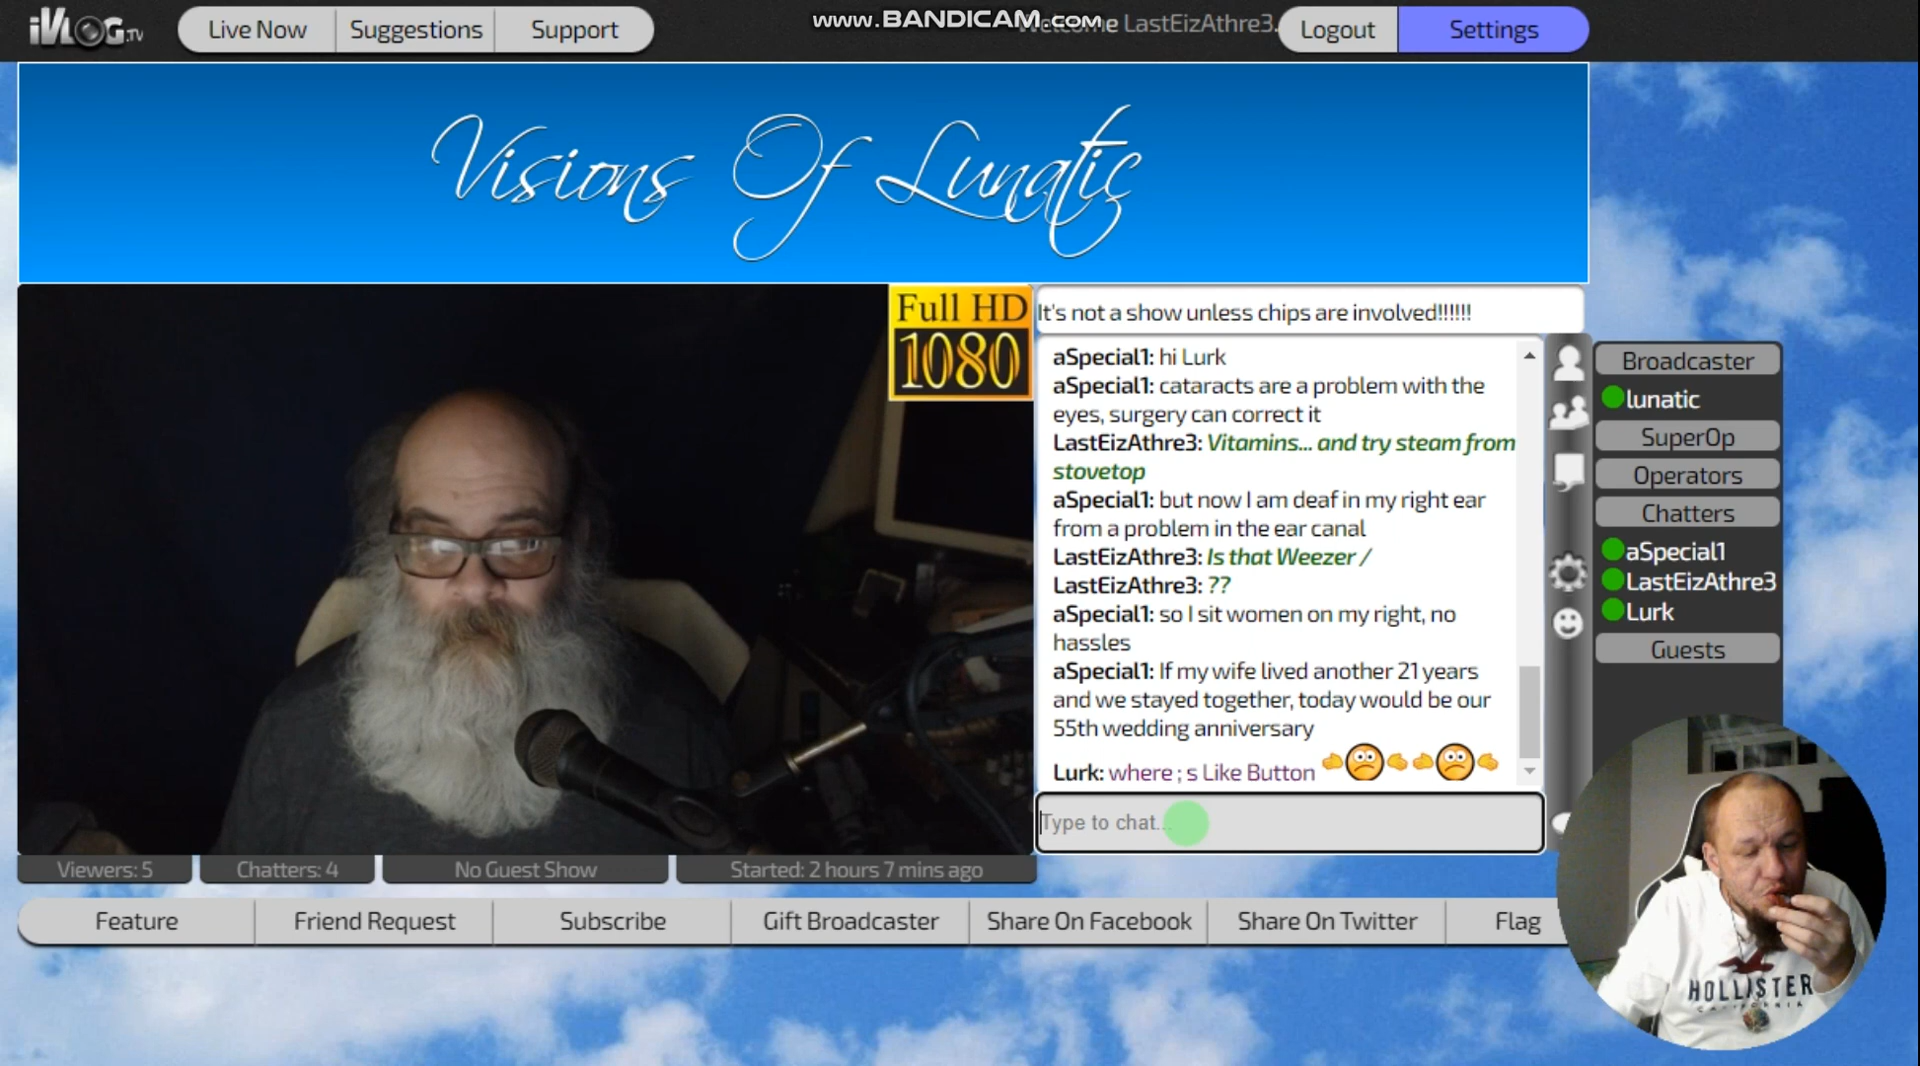 iVLOG.TV
Live Now
Suggestions
Support
www.BANDICAM.com
Welcome LastEizAthre3.
Logout
Settings
Visions Of Lunatic
Full HD
1080
It's not a show unless chips are involved!!!!!!
aSpecial1: hi Lurk
aSpecial1: cataracts are a problem with the
eyes, surgery can correct it
LastEizAthre3: Vitamins... and try steam from
stovetop
aSpecial1: but now I am deaf in my right ear
from a problem in the ear canal
LastEizAthre3: Is that Weezer /
LastEizAthre3: ??
aSpecial1: so I sit women on my right, no
hassles
aSpecial1: If my wife lived another 21 years
and we stayed together, today would be our
55th wedding anniversary
Lurk: where ; s Like Button
Type to chat...
Broadcaster
lunatic
SuperOp
Operators
Chatters
aSpecial1
LastEizAthre3
Lurk
Guests
Viewers: 5
Chatters: 4
No Guest Show
Started: 2 hours 7 mins ago
Feature
Friend Request
Subscribe
Gift Broadcaster
Share On Facebook
Share On Twitter
Flag
HOLLISTER
CALIFORNIA